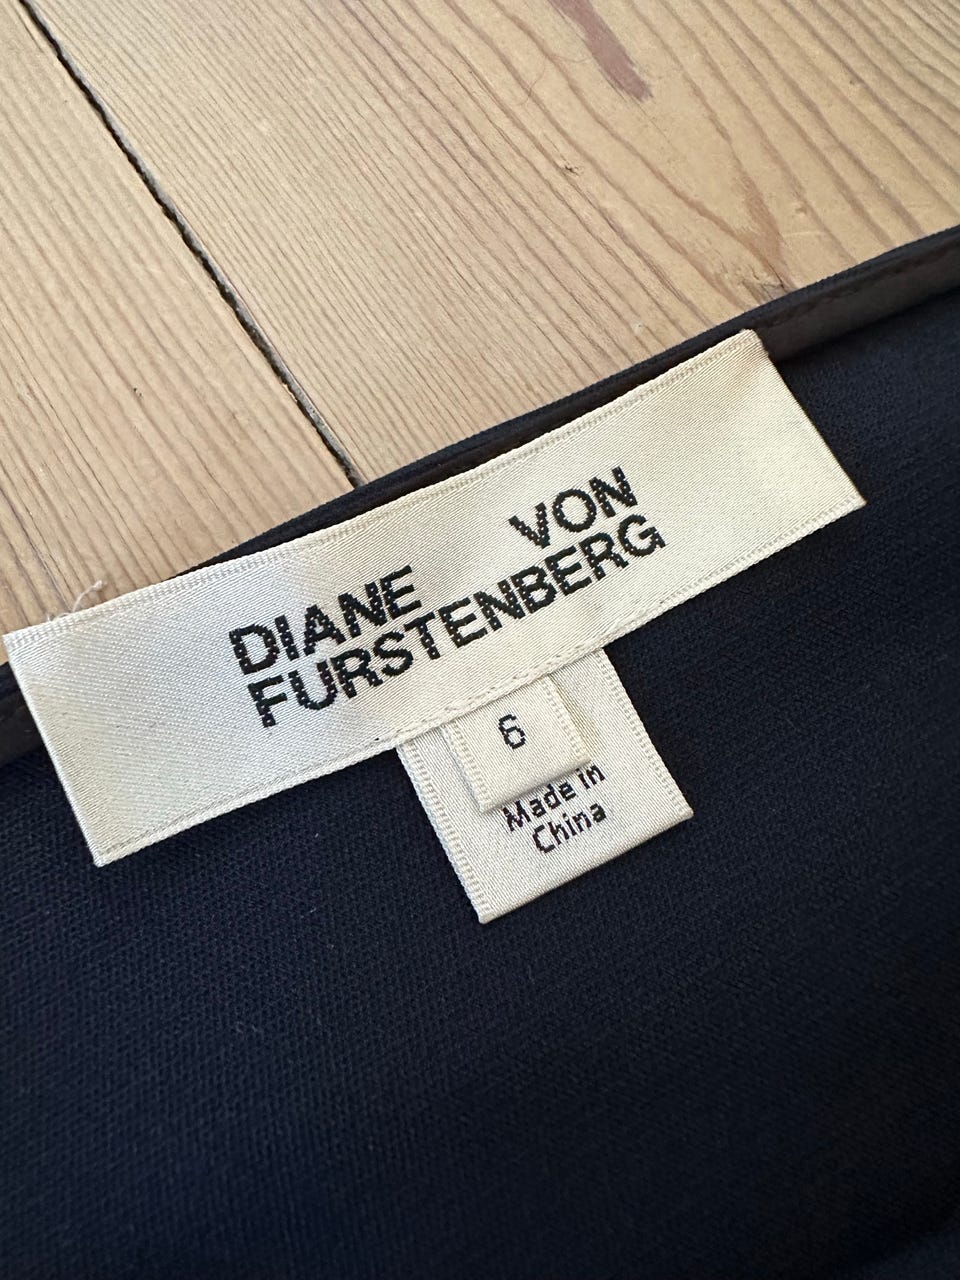 DIANE VON
FURSTENBERG
6
Made in
China